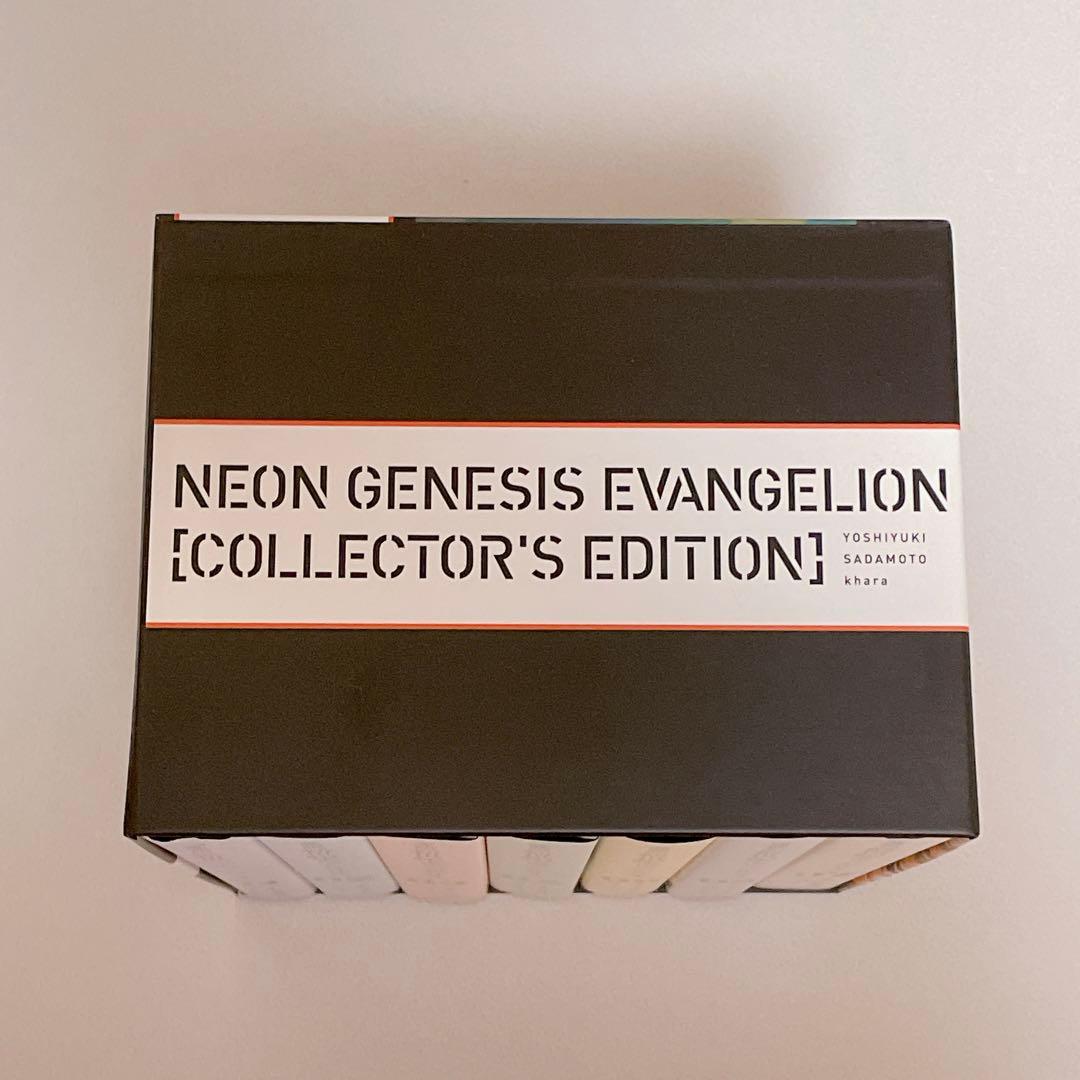 NEON GENESIS EVANGELION
[COLLECTOR'S EDITION]
YOSHIYUKI
SADAMOTO
khara